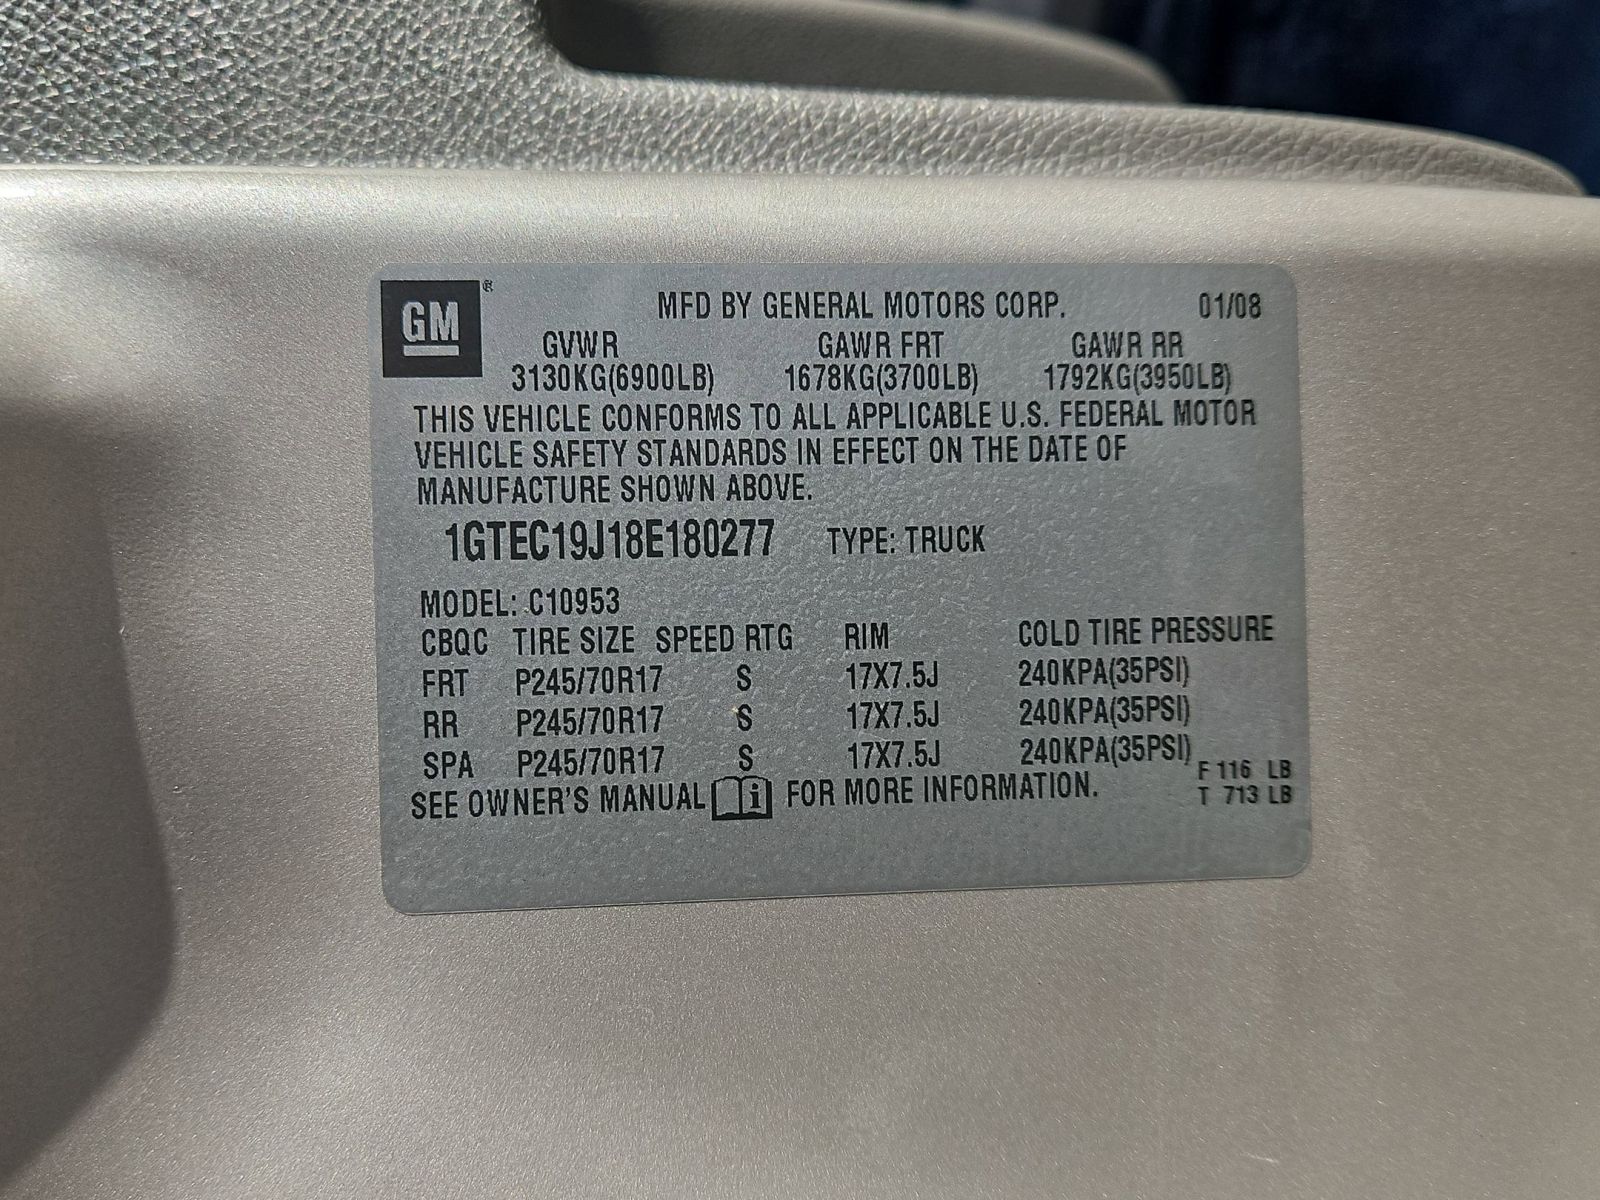 GM ®
MFD BY GENERAL MOTORS CORP. 01/08
GVWR GAWR FRT GAWR RR
3130KG(6900LB) 1678KG(3700LB) 1792KG(3950LB)
THIS VEHICLE CONFORMS TO ALL APPLICABLE U.S. FEDERAL MOTOR
VEHICLE SAFETY STANDARDS IN EFFECT ON THE DATE OF
MANUFACTURE SHOWN ABOVE.
1GTEC19J18E180277 TYPE: TRUCK
MODEL: C10953
CBQC TIRE SIZE SPEED RTG RIM COLD TIRE PRESSURE
FRT P245/70R17 S 17X7.5J 240KPA(35PSI)
RR P245/70R17 S 17X7.5J 240KPA(35PSI)
SPA P245/70R17 S 17X7.5J 240KPA(35PSI)
F 116 LB
SEE OWNER'S MANUAL i FOR MORE INFORMATION. T 713 LB